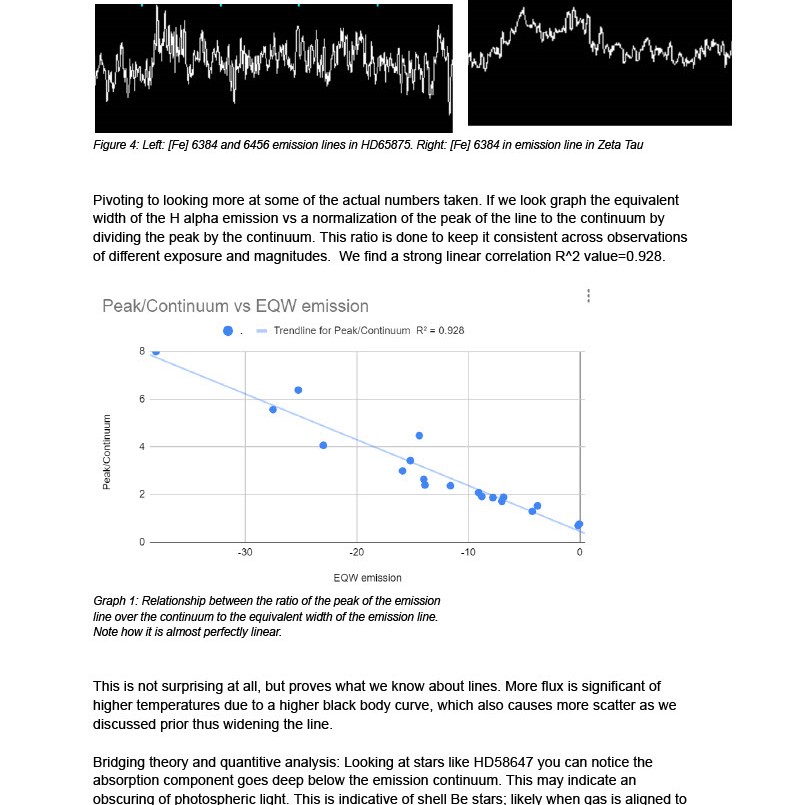 Figure 4: Left: [Fe] 6384 and 6456 emission lines in HD65875. Right: [Fe] 6384 in emission line in Zeta Tau
Pivoting to looking more at some of the actual numbers taken. If we look graph the equivalent
width of the H alpha emission vs a normalization of the peak of the line to the continuum by
dividing the peak by the continuum. This ratio is done to keep it consistent across observations
of different exposure and magnitudes. We find a strong linear correlation R^2 value=0.928.
Peak/Continuum vs EQW emission
. Trendline for Peak/Continuum R² = 0.928
8
6
4
2
0
Peak/Continuum
-30 -20 -10 0
EQW emission
Graph 1: Relationship between the ratio of the peak of the emission
line over the continuum to the equivalent width of the emission line.
Note how it is almost perfectly linear.
This is not surprising at all, but proves what we know about lines. More flux is significant of
higher temperatures due to a higher black body curve, which also causes more scatter as we
discussed prior thus widening the line.
Bridging theory and quantitive analysis: Looking at stars like HD58647 you can notice the
absorption component goes deep below the emission continuum. This may indicate an
obscuring of photospheric light. This is indicative of shell Be stars; likely when gas is aligned to